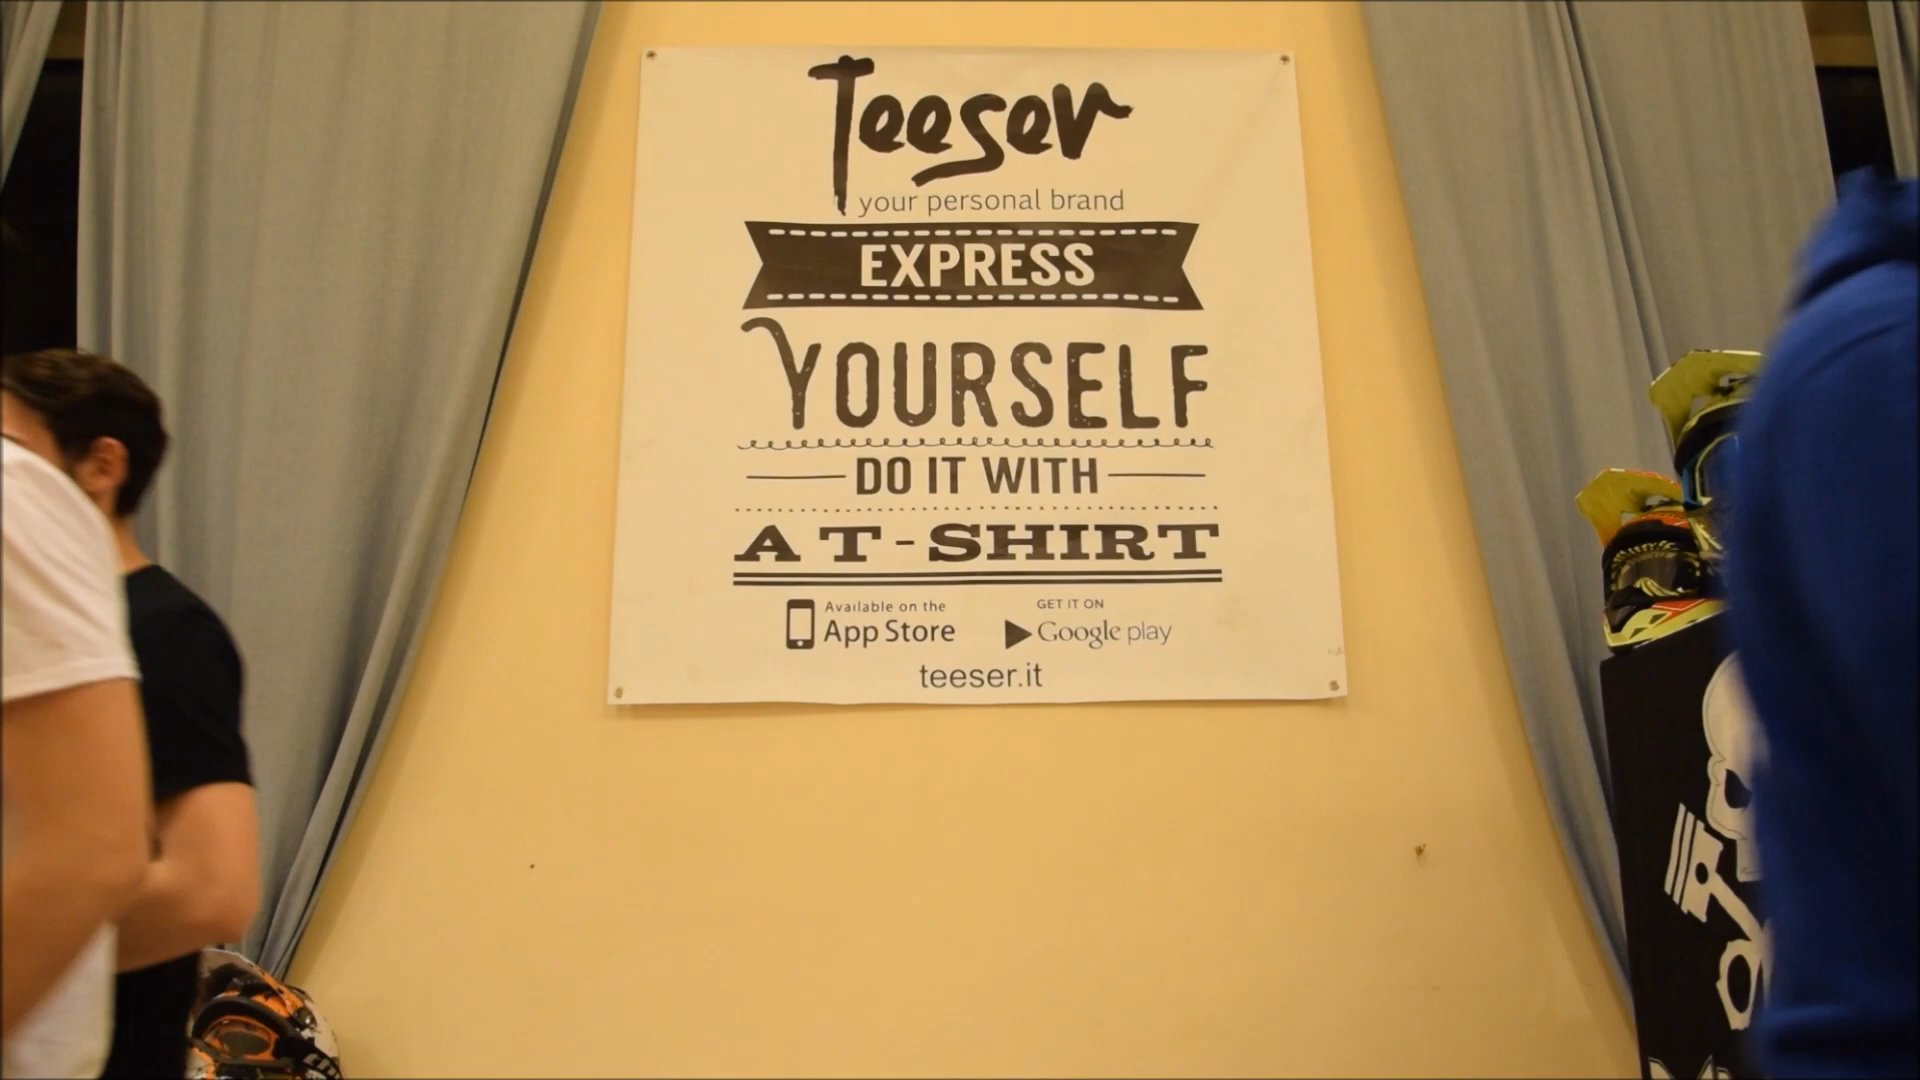 Teeser
your personal brand
EXPRESS
YOURSELF
DO IT WITH
A T-SHIRT
Available on the
App Store
GET IT ON
Google play
teeser.it